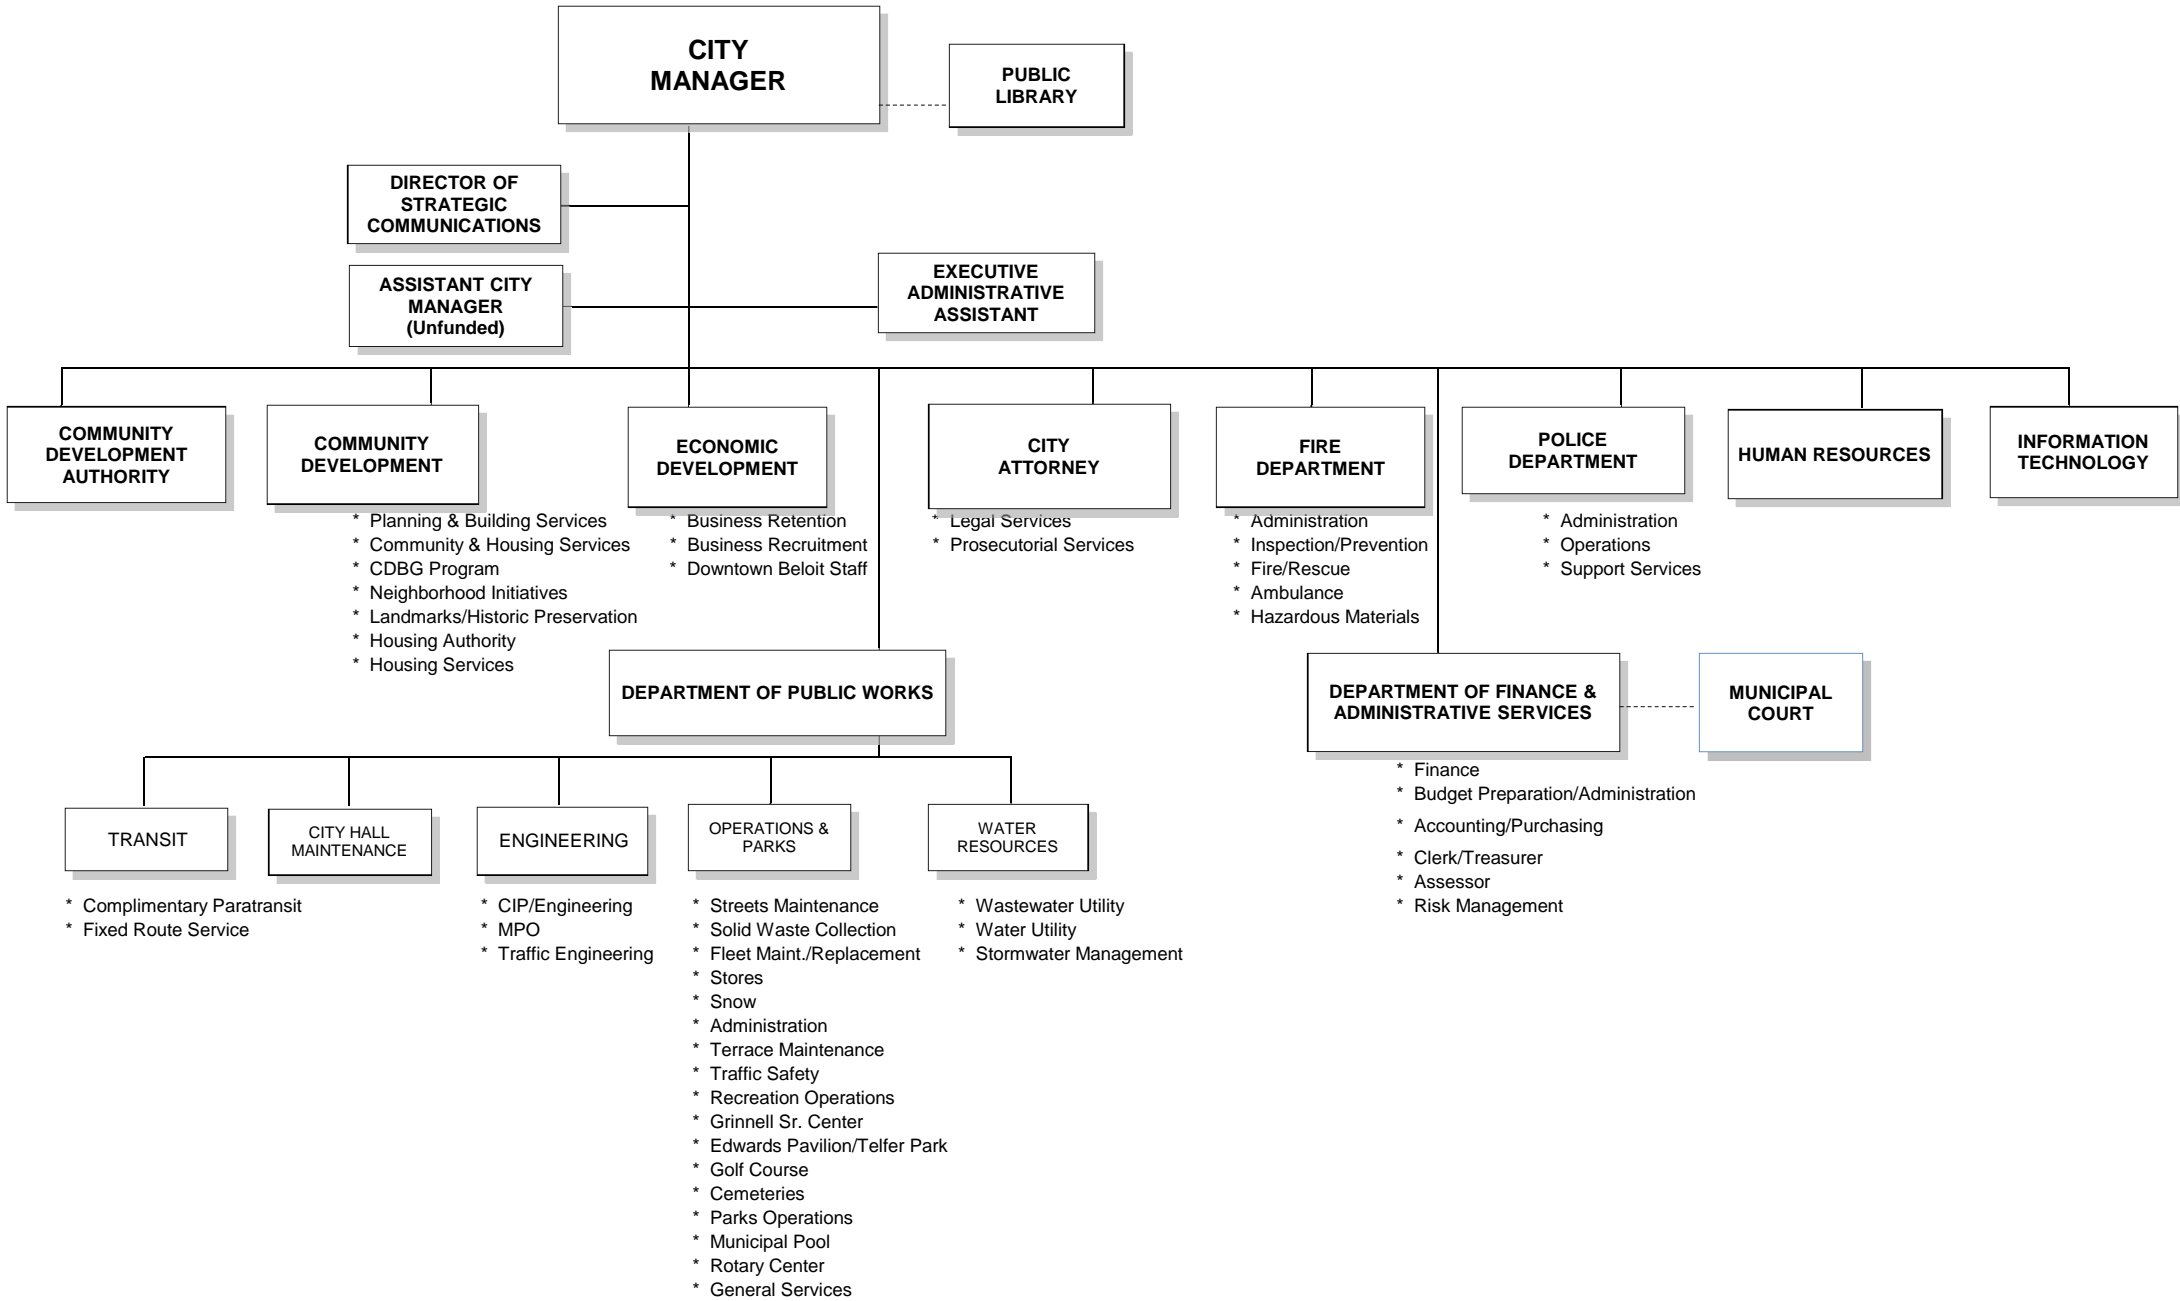 CITY
MANAGER
PUBLIC
LIBRARY
DIRECTOR OF
STRATEGIC
COMMUNICATIONS
ASSISTANT CITY
MANAGER
(Unfunded)
EXECUTIVE
ADMINISTRATIVE
ASSISTANT
COMMUNITY
DEVELOPMENT
AUTHORITY
COMMUNITY
DEVELOPMENT
* Planning & Building Services
* Community & Housing Services
* CDBG Program
* Neighborhood Initiatives
* Landmarks/Historic Preservation
* Housing Authority
* Housing Services
ECONOMIC
DEVELOPMENT
* Business Retention
* Business Recruitment
* Downtown Beloit Staff
CITY
ATTORNEY
* Legal Services
* Prosecutorial Services
FIRE
DEPARTMENT
* Administration
* Inspection/Prevention
* Fire/Rescue
* Ambulance
* Hazardous Materials
POLICE
DEPARTMENT
* Administration
* Operations
* Support Services
HUMAN RESOURCES
INFORMATION
TECHNOLOGY
DEPARTMENT OF PUBLIC WORKS
DEPARTMENT OF FINANCE &
ADMINISTRATIVE SERVICES
MUNICIPAL
COURT
* Finance
* Budget Preparation/Administration
* Accounting/Purchasing
* Clerk/Treasurer
* Assessor
* Risk Management
TRANSIT
* Complimentary Paratransit
* Fixed Route Service
CITY HALL
MAINTENANCE
ENGINEERING
* CIP/Engineering
* MPO
* Traffic Engineering
OPERATIONS &
PARKS
* Streets Maintenance
* Solid Waste Collection
* Fleet Maint./Replacement
* Stores
* Snow
* Administration
* Terrace Maintenance
* Traffic Safety
* Recreation Operations
* Grinnell Sr. Center
* Edwards Pavilion/Telfer Park
* Golf Course
* Cemeteries
* Parks Operations
* Municipal Pool
* Rotary Center
* General Services
WATER
RESOURCES
* Wastewater Utility
* Water Utility
* Stormwater Management